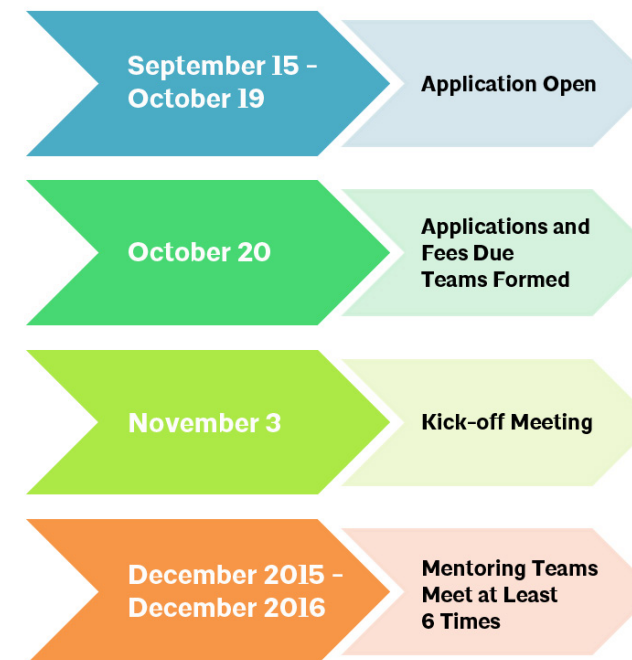 September 15 -
October 19
Application Open
October 20
Applications and
Fees Due
Teams Formed
November 3
Kick-off Meeting
December 2015 -
December 2016
Mentoring Teams
Meet at Least
6 Times